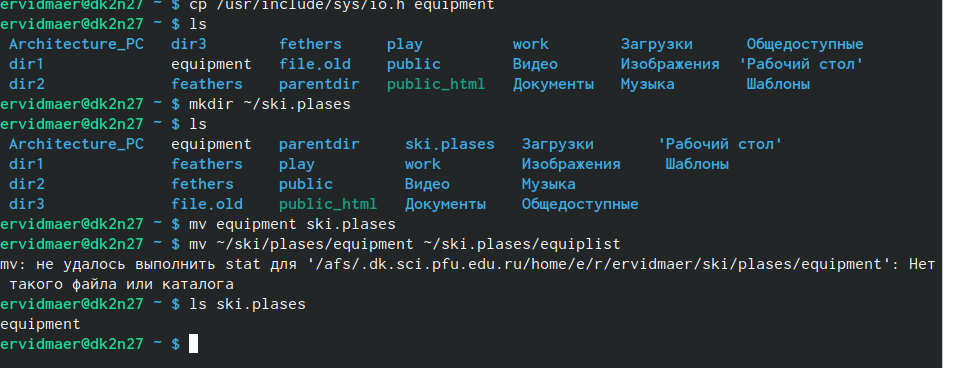 ervidmaer@dk2n27 ~ $ cp /usr/include/sys/io.h equipment
ervidmaer@dk2n27 ~ $ ls
Architecture_PC dir3 fethers play work Загрузки Общедоступные
dir1 equipment file.old public Видео Изображения 'Рабочий стол'
dir2 feathers parentdir public_html Документы Музыка Шаблоны
ervidmaer@dk2n27 ~ $ mkdir ~/ski.plases
ervidmaer@dk2n27 ~ $ ls
Architecture_PC equipment parentdir ski.plases Загрузки 'Рабочий стол'
dir1 feathers play work Изображения Шаблоны
dir2 fethers public Видео Музыка
dir3 file.old public_html Документы Общедоступные
ervidmaer@dk2n27 ~ $ mv equipment ski.plases
ervidmaer@dk2n27 ~ $ mv ~/ski/plases/equipment ~/ski.plases/equiplist
mv: не удалось выполнить stat для '/afs/.dk.sci.pfu.edu.ru/home/e/r/ervidmaer/ski/plases/equipment': Нет
такого файла или каталога
ervidmaer@dk2n27 ~ $ ls ski.plases
equipment
ervidmaer@dk2n27 ~ $